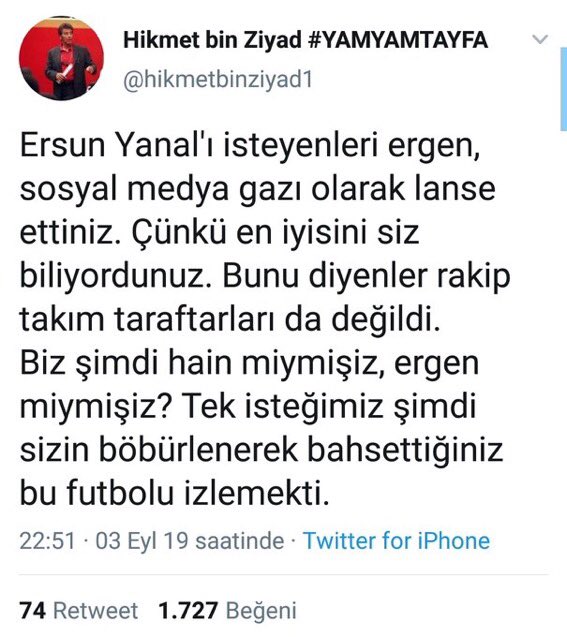 Hikmet bin Ziyad #YAMYAMTAYFA
@hikmetbinziyad1
Ersun Yanal'ı isteyenleri ergen,
sosyal medya gazı olarak lanse
ettiniz. Çünkü en iyisini siz
biliyordunuz. Bunu diyenler rakip
takım taraftarları da değildi.
Biz şimdi hain miymişiz, ergen
miymişiz? Tek isteğimiz şimdi
sizin böbürlenerek bahsettiğiniz
bu futbolu izlemekti.
22:51 · 03 Eyl 19 saatinde · Twitter for iPhone
74 Retweet 1.727 Beğeni